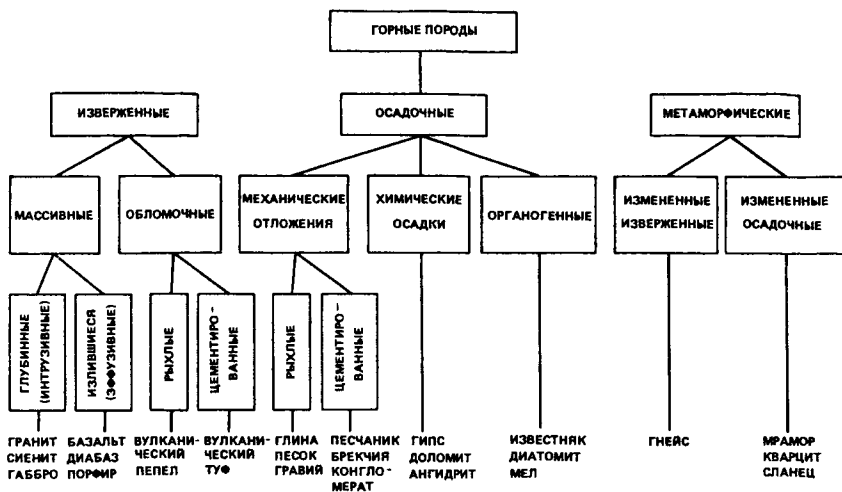 ГОРНЫЕ ПОРОДЫ
ИЗВЕРЖЕННЫЕ
ОСАДОЧНЫЕ
МЕТАМОРФИЧЕСКИЕ
МАССИВНЫЕ
ОБЛОМОЧНЫЕ
МЕХАНИЧЕСКИЕ
ОТЛОЖЕНИЯ
ХИМИЧЕСКИЕ
ОСАДКИ
ОРГАНОГЕННЫЕ
ИЗМЕНЕННЫЕ
ИЗВЕРЖЕННЫЕ
ИЗМЕНЕННЫЕ
ОСАДОЧНЫЕ
ГЛУБИННЫЕ
(ИНТРУЗИВНЫЕ)
ИЗЛИВШИЕСЯ
(ЭФФУЗИВНЫЕ)
РЫХЛЫЕ
ЦЕМЕНТИРО-
ВАННЫЕ
РЫХЛЫЕ
ЦЕМЕНТИРО-
ВАННЫЕ
ГРАНИТ
СИЕНИТ
ГАББРО
БАЗАЛЬТ
ДИАБАЗ
ПОРФИР
ВУЛКАНИ-
ЧЕСКИЙ
ПЕПЕЛ
ВУЛКАНИ-
ЧЕСКИЙ
ТУФ
ГЛИНА
ПЕСОК
ГРАВИЙ
ПЕСЧАНИК
БРЕКЧИЯ
КОНГЛО-
МЕРАТ
ГИПС
ДОЛОМИТ
АНГИДРИТ
ИЗВЕСТНЯК
ДИАТОМИТ
МЕЛ
ГНЕЙС
МРАМОР
КВАРЦИТ
СЛАНЕЦ